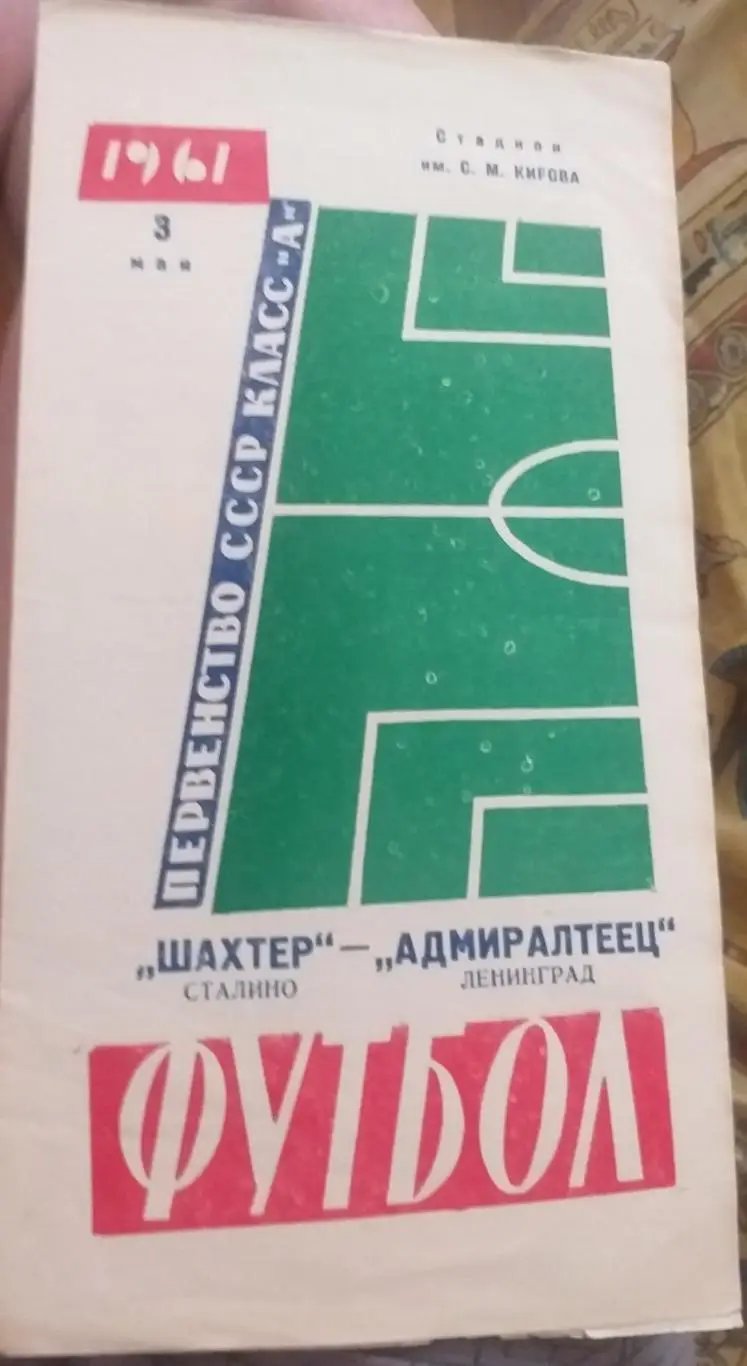 1961
3
мая
Стадион
им. С. М. КИРОВА
ПЕРВЕНСТВО СССР КЛАСС „А"
„ШАХТЕР" — „АДМИРАЛТЕЕЦ"
СТАЛИНО ЛЕНИНГРАД
ФУТБОЛ